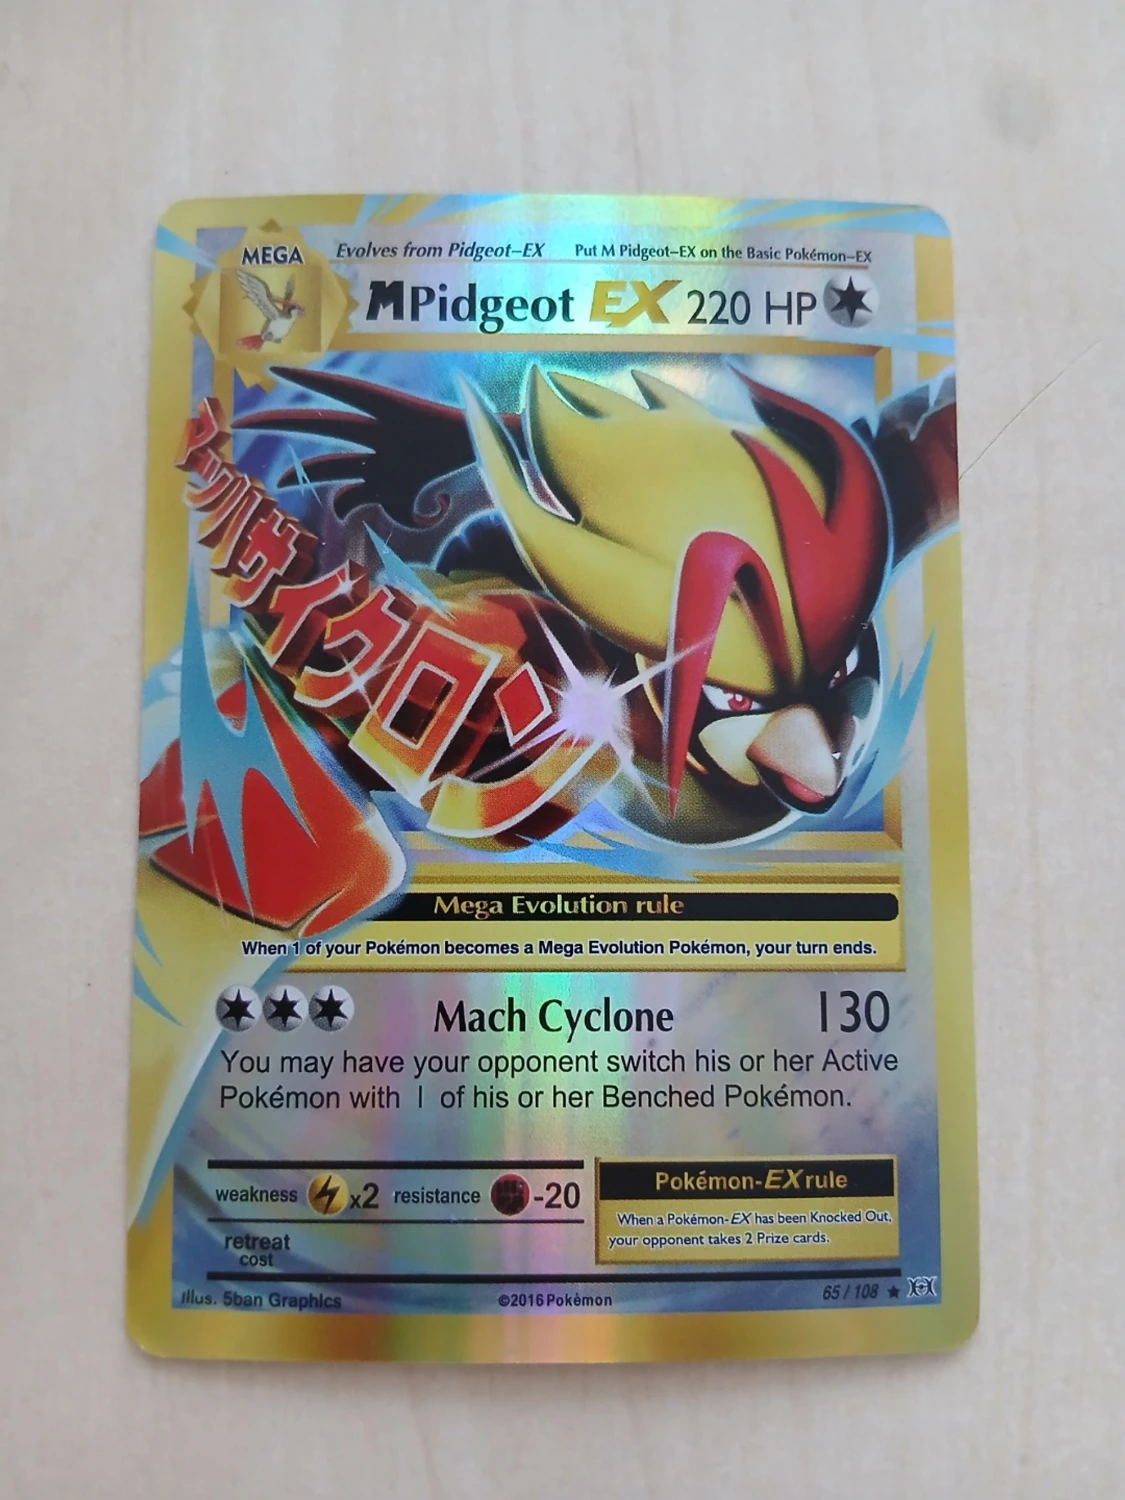 MEGA
Evolves from Pidgeot-EX Put M Pidgeot-EX on the Basic Pokémon-EX
MPidgeot EX 220 HP
マッハサイクロン
Mega Evolution rule
When 1 of your Pokémon becomes a Mega Evolution Pokémon, your turn ends.
Mach Cyclone 130
You may have your opponent switch his or her Active
Pokémon with 1 of his or her Benched Pokémon.
weakness x2 resistance -20
retreat
cost
Pokémon-EX rule
When a Pokémon-EX has been Knocked Out,
your opponent takes 2 Prize cards.
Illus. 5ban Graphics ©2016 Pokémon 65/108